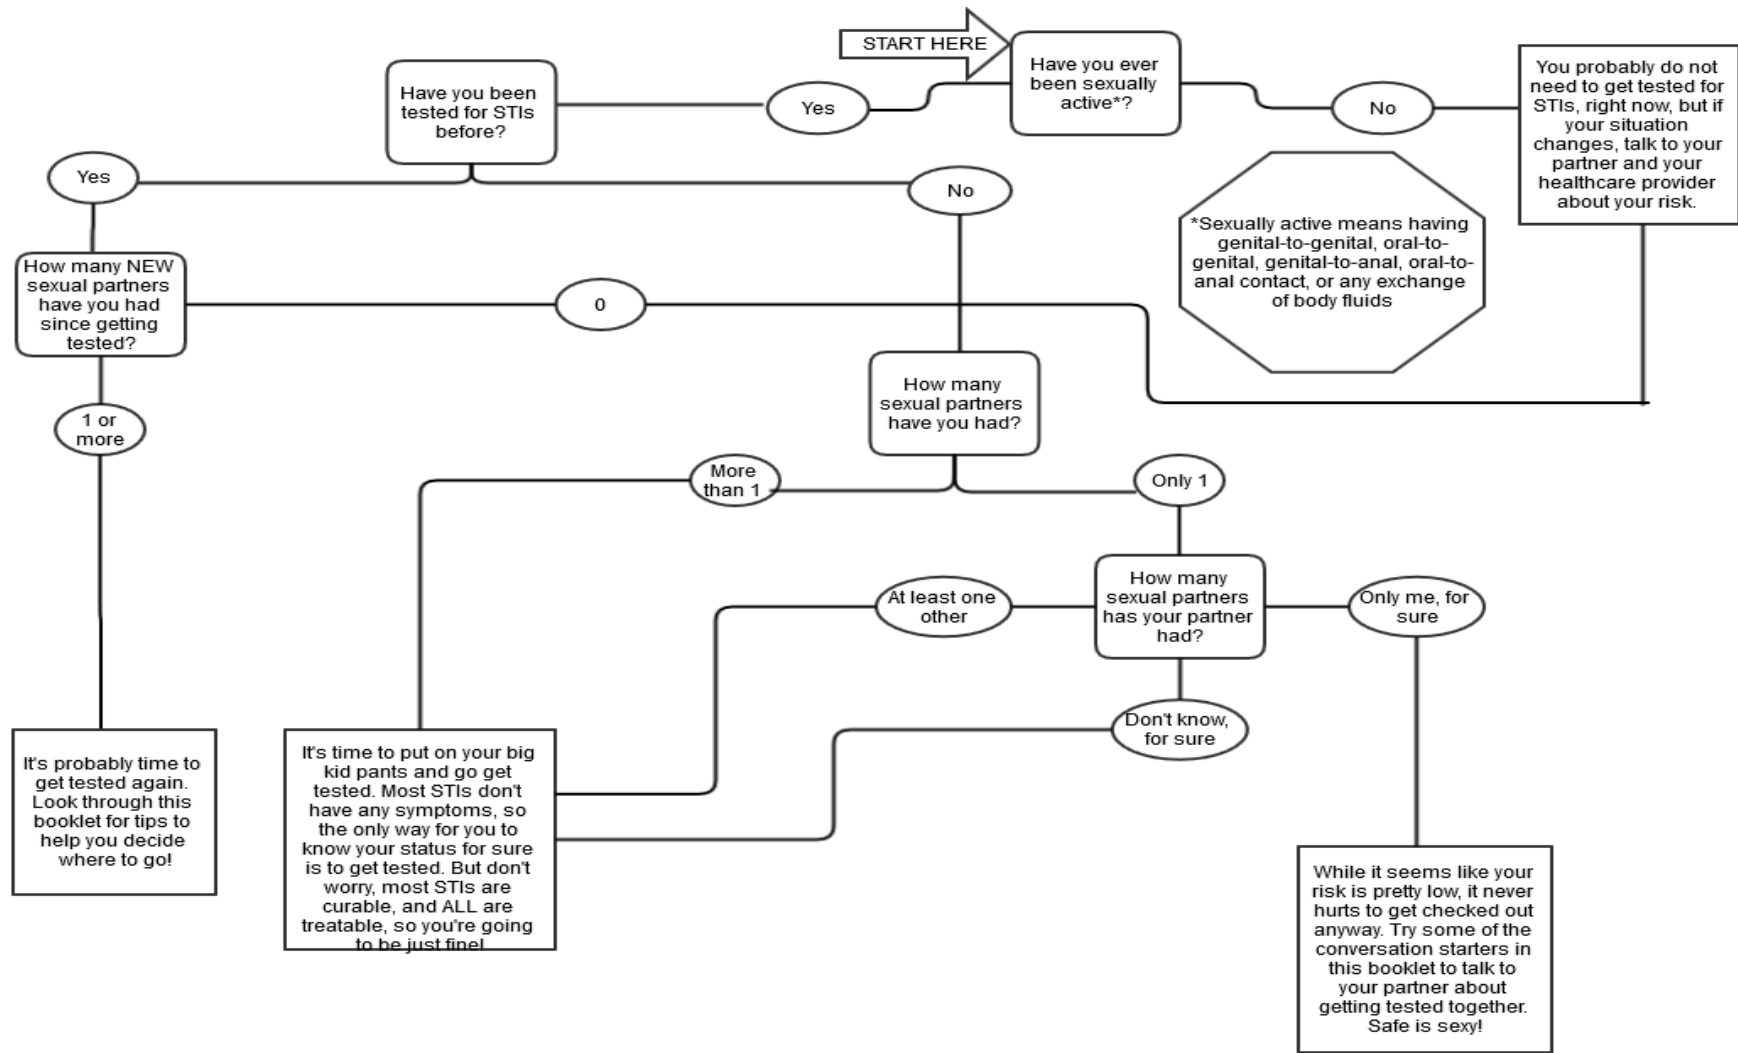 START HERE
Have you ever
been sexually
active*?
Yes
No
You probably do not
need to get tested for
STIs, right now, but if
your situation
changes, talk to your
partner and your
healthcare provider
about your risk.
Have you been
tested for STIs
before?
Yes
No
*Sexually active means having
genital-to-genital, oral-to-
genital, genital-to-anal, oral-to-
anal contact, or any exchange
of body fluids
How many NEW
sexual partners
have you had
since getting
tested?
0
1 or
more
How many
sexual partners
have you had?
More
than 1
Only 1
How many
sexual partners
has your partner
had?
At least one
other
Only me, for
sure
Don't know,
for sure
It's probably time to
get tested again.
Look through this
booklet for tips to
help you decide
where to go!
It's time to put on your big
kid pants and go get
tested. Most STIs don't
have any symptoms, so
the only way for you to
know your status for sure
is to get tested. But don't
worry, most STIs are
curable, and ALL are
treatable, so you're going
to be just fine!
While it seems like your
risk is pretty low, it never
hurts to get checked out
anyway. Try some of the
conversation starters in
this booklet to talk to
your partner about
getting tested together.
Safe is sexy!